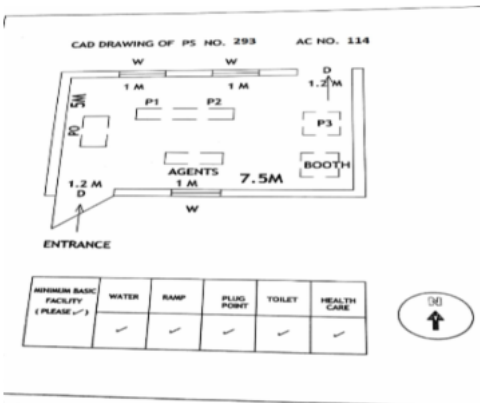 CAD DRAWING OF PS NO. 293 AC NO. 114
W W D
1 M 1 M 1.2 M
5M P1 P2
PO P3
AGENTS BOOTH
1.2 M 1 M 7.5M
D
W
ENTRANCE
MINIMUM BASIC FACILITY (PLEASE ✓) WATER RAMP PLUG POINT TOILET HEALTH CARE
✓ ✓ ✓ ✓ ✓
N